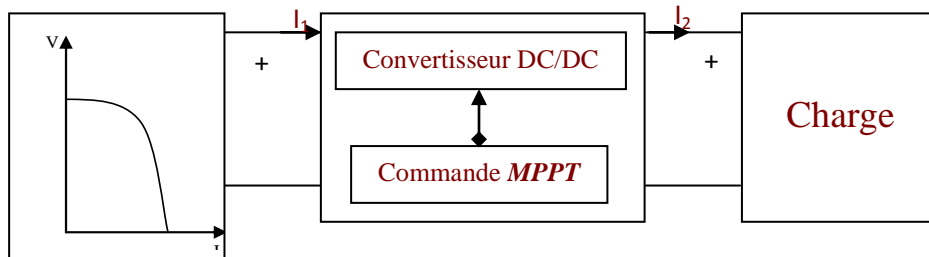 V
I₁
+
Convertisseur DC/DC
Commande MPPT
I₂
+
Charge